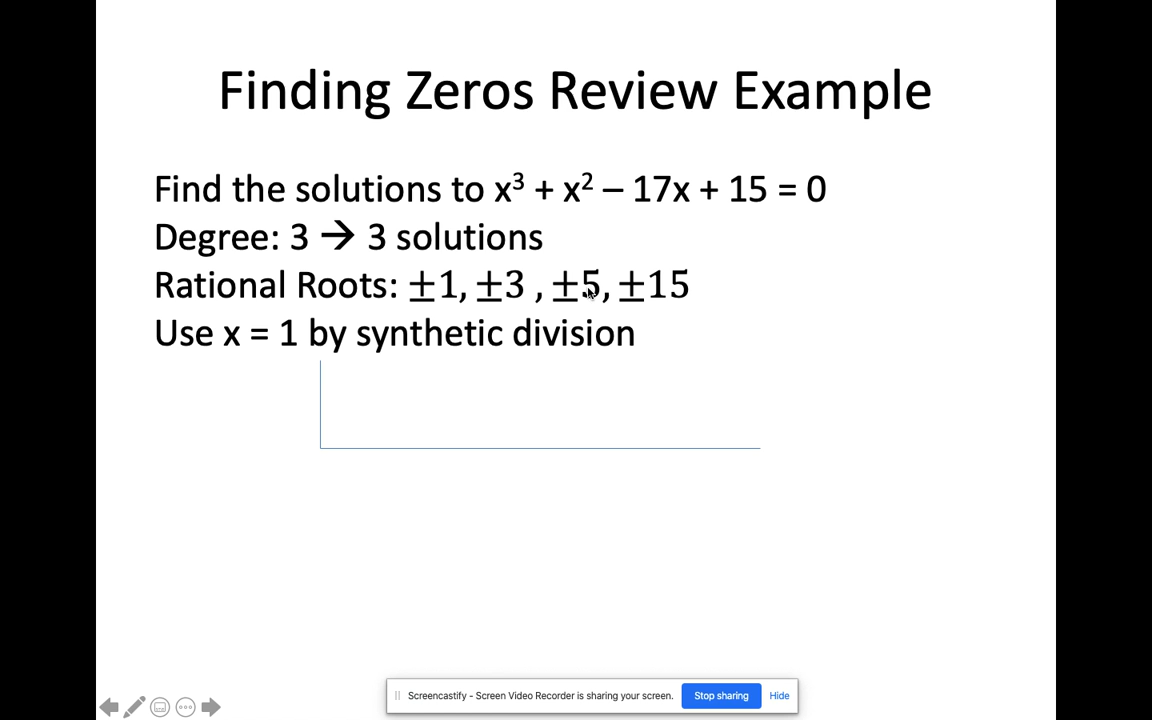 Finding Zeros Review Example
Find the solutions to x³ + x² – 17x + 15 = 0
Degree: 3 → 3 solutions
Rational Roots: ±1, ±3 , ±5, ±15
Use x = 1 by synthetic division
Screencastify - Screen Video Recorder is sharing your screen. Stop sharing Hide